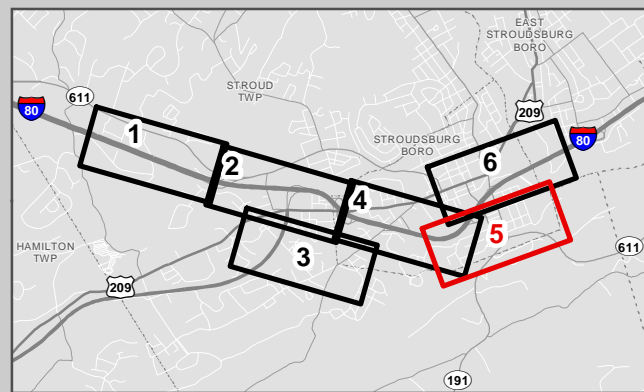 EAST
STROUDSBURG
BORO
611
80
STROUD
TWP
209
1
STROUDSBURG
BORO
80
2
6
4
5
HAMILTON
TWP
3
611
209
191